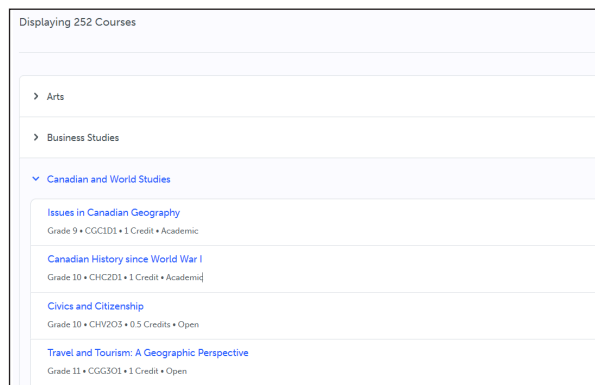 Displaying 252 Courses
Arts
Business Studies
Canadian and World Studies
Issues in Canadian Geography
Grade 9 • CGC1D1 • 1 Credit • Academic
Canadian History since World War I
Grade 10 • CHC2D1 • 1 Credit • Academic
Civics and Citizenship
Grade 10 • CHV2O3 • 0.5 Credits • Open
Travel and Tourism: A Geographic Perspective
Grade 11 • CGG3O1 • 1 Credit • Open